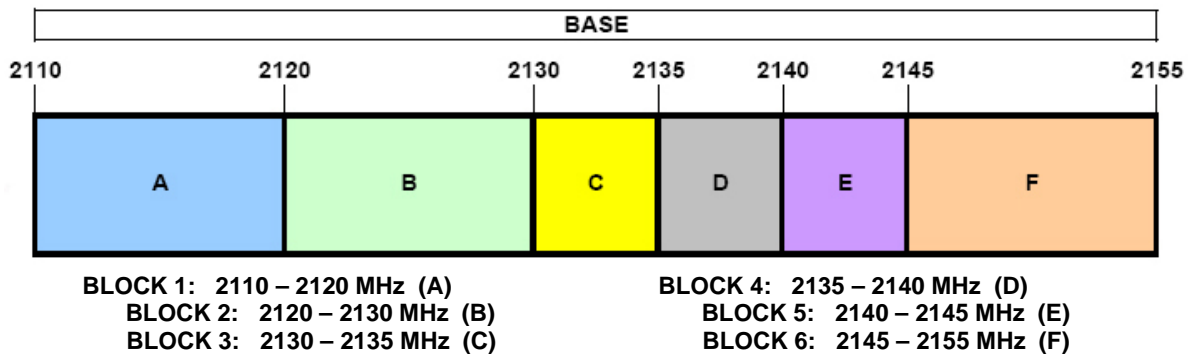 BASE
2110 2120 2130 2135 2140 2145 2155
A B C D E F
BLOCK 1: 2110 – 2120 MHz (A)
BLOCK 2: 2120 – 2130 MHz (B)
BLOCK 3: 2130 – 2135 MHz (C)
BLOCK 4: 2135 – 2140 MHz (D)
BLOCK 5: 2140 – 2145 MHz (E)
BLOCK 6: 2145 – 2155 MHz (F)